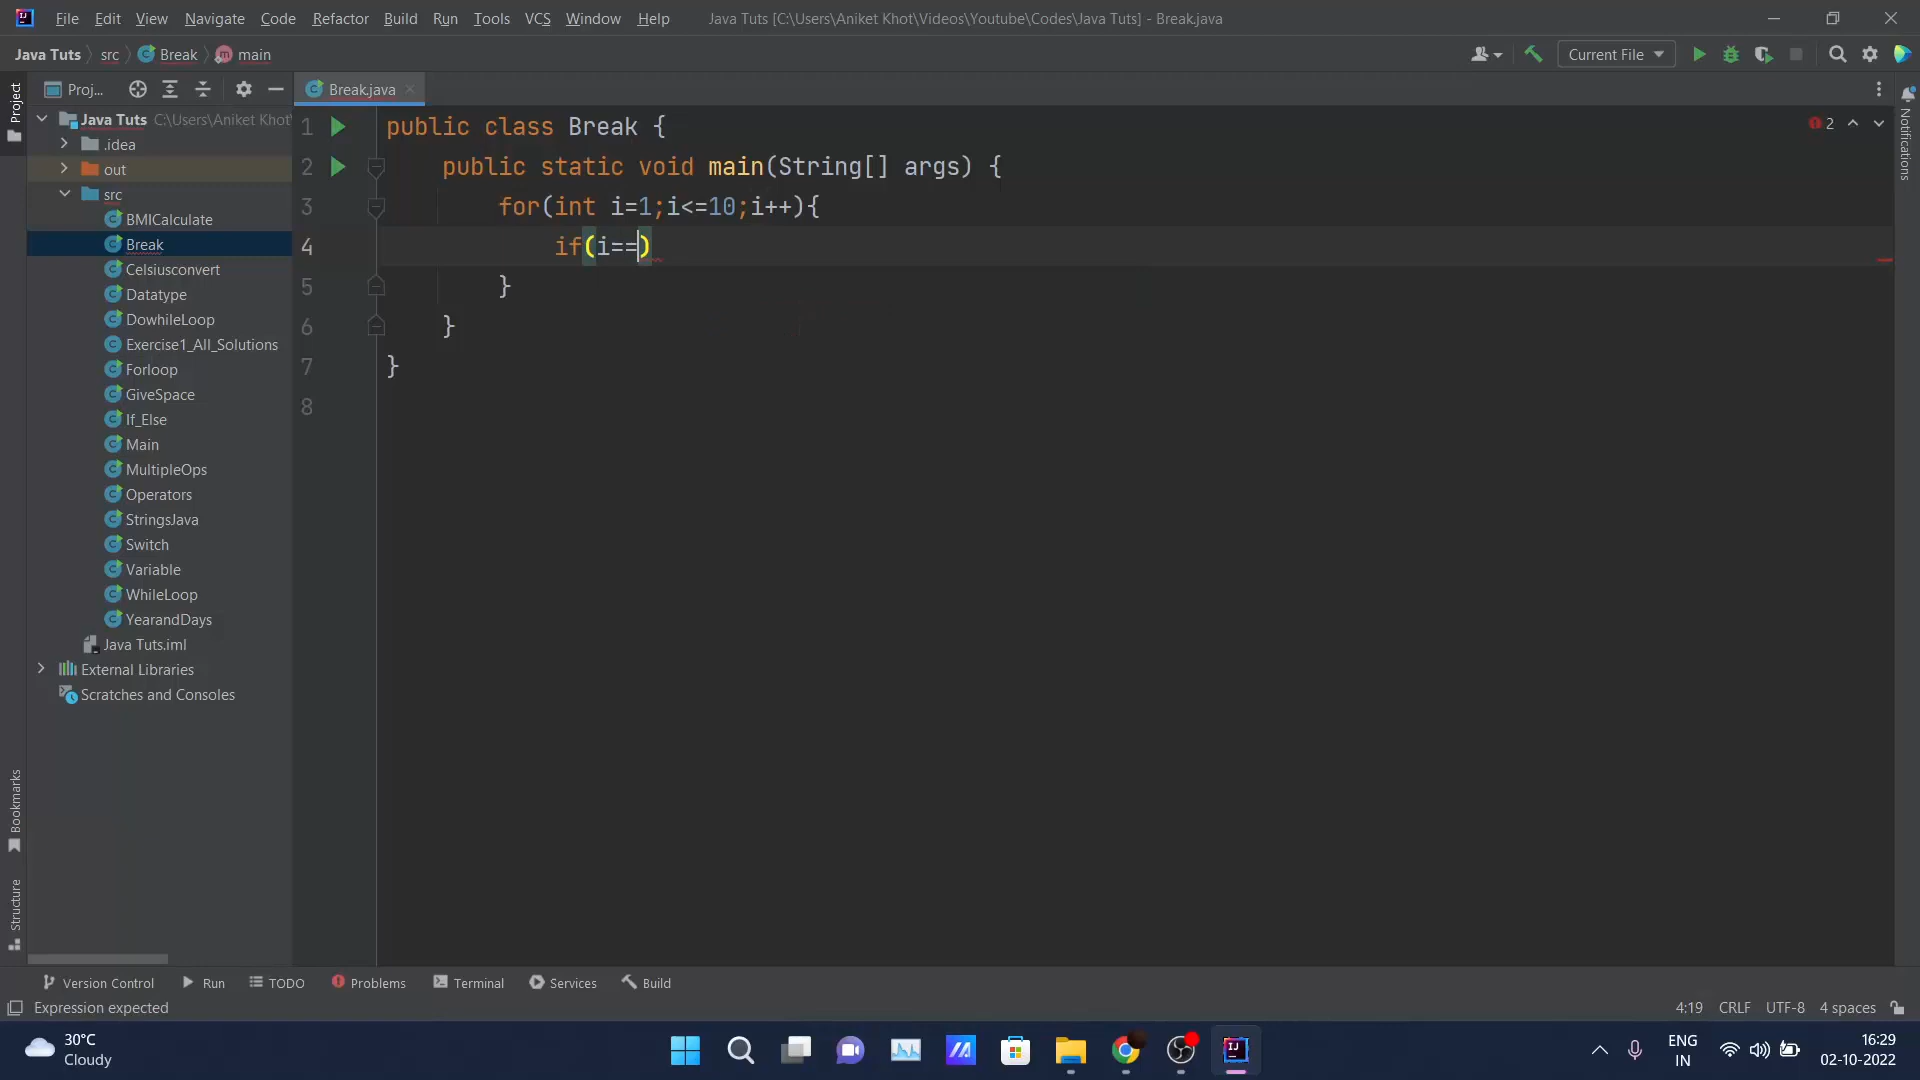 File Edit View Navigate Code Refactor Build Run Tools VCS Window Help Java Tuts [C:\Users\Aniket Khot\Videos\Youtube\Codes\Java Tuts] - Break.java
Java Tuts src Break main Current File
Project
Proj...
Break.java
Notifications
Java Tuts C:\Users\Aniket Khot\
.idea
out
src
BMICalculate
Break
Celsiusconvert
Datatype
DowhileLoop
Exercise1_All_Solutions
Forloop
GiveSpace
If_Else
Main
MultipleOps
Operators
StringsJava
Switch
Variable
WhileLoop
YearandDays
Java Tuts.iml
External Libraries
Scratches and Consoles
1 public class Break {
2 public static void main(String[] args) {
3 for(int i=1;i<=10;i++){
4 if(i==)
5 }
6 }
7 }
8
2
Bookmarks
Structure
Version Control Run TODO Problems Terminal Services Build
Expression expected 4:19 CRLF UTF-8 4 spaces
30°C
Cloudy
ENG
IN
16:29
02-10-2022